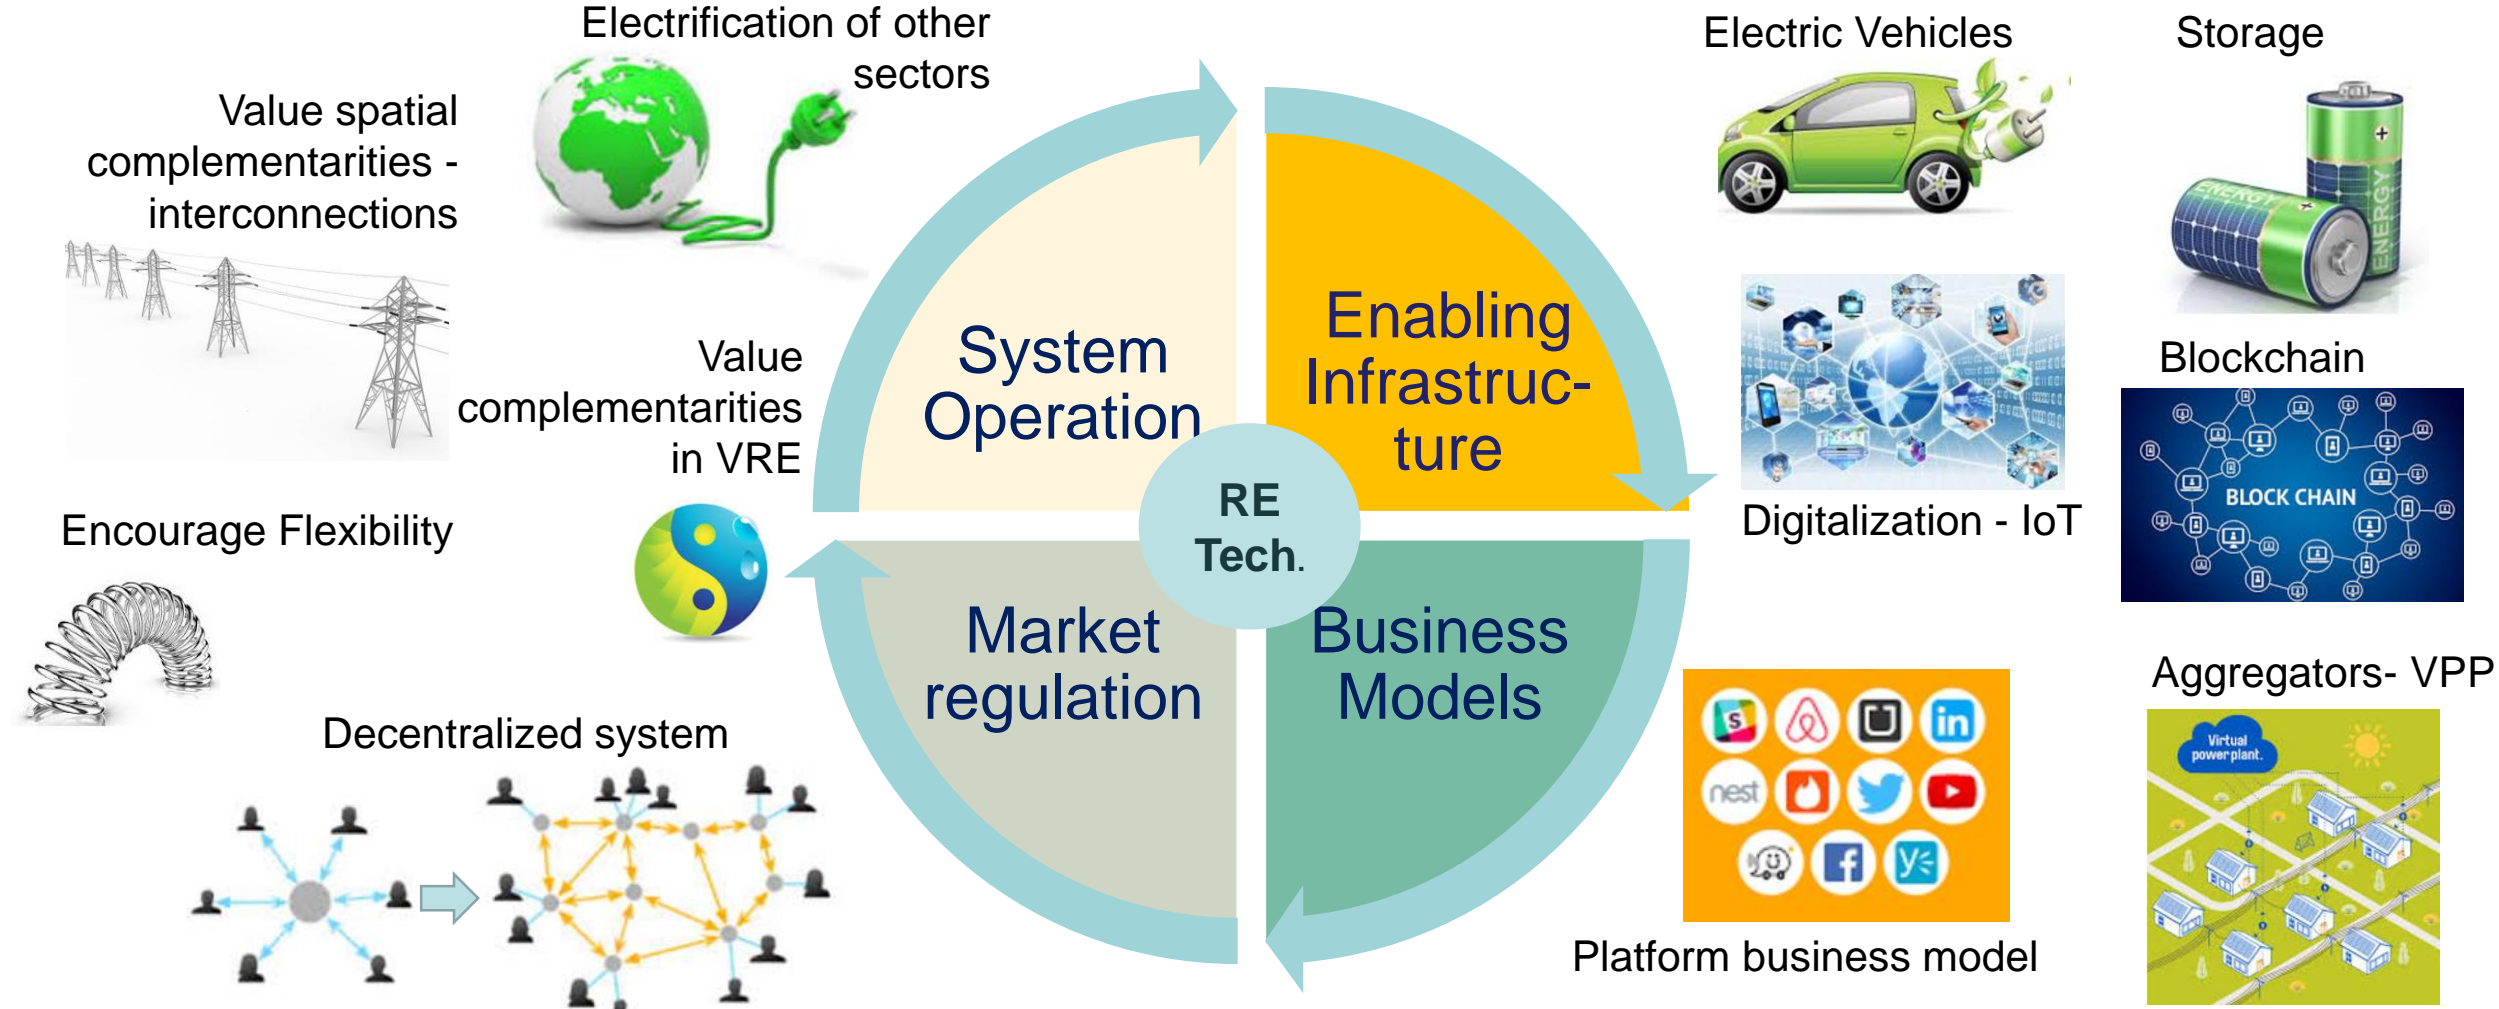 Electrification of other
sectors
Value spatial
complementarities -
interconnections
Value
complementarities
in VRE
Encourage Flexibility
Decentralized system
System
Operation
Enabling
Infrastruc-
ture
RE
Tech.
Market
regulation
Business
Models
Electric Vehicles
Storage
ENERGY
ENERGY
Digitalization - IoT
Blockchain
BLOCK CHAIN
Platform business model
S
in
nest
f
y
Aggregators- VPP
Virtual
power plant.